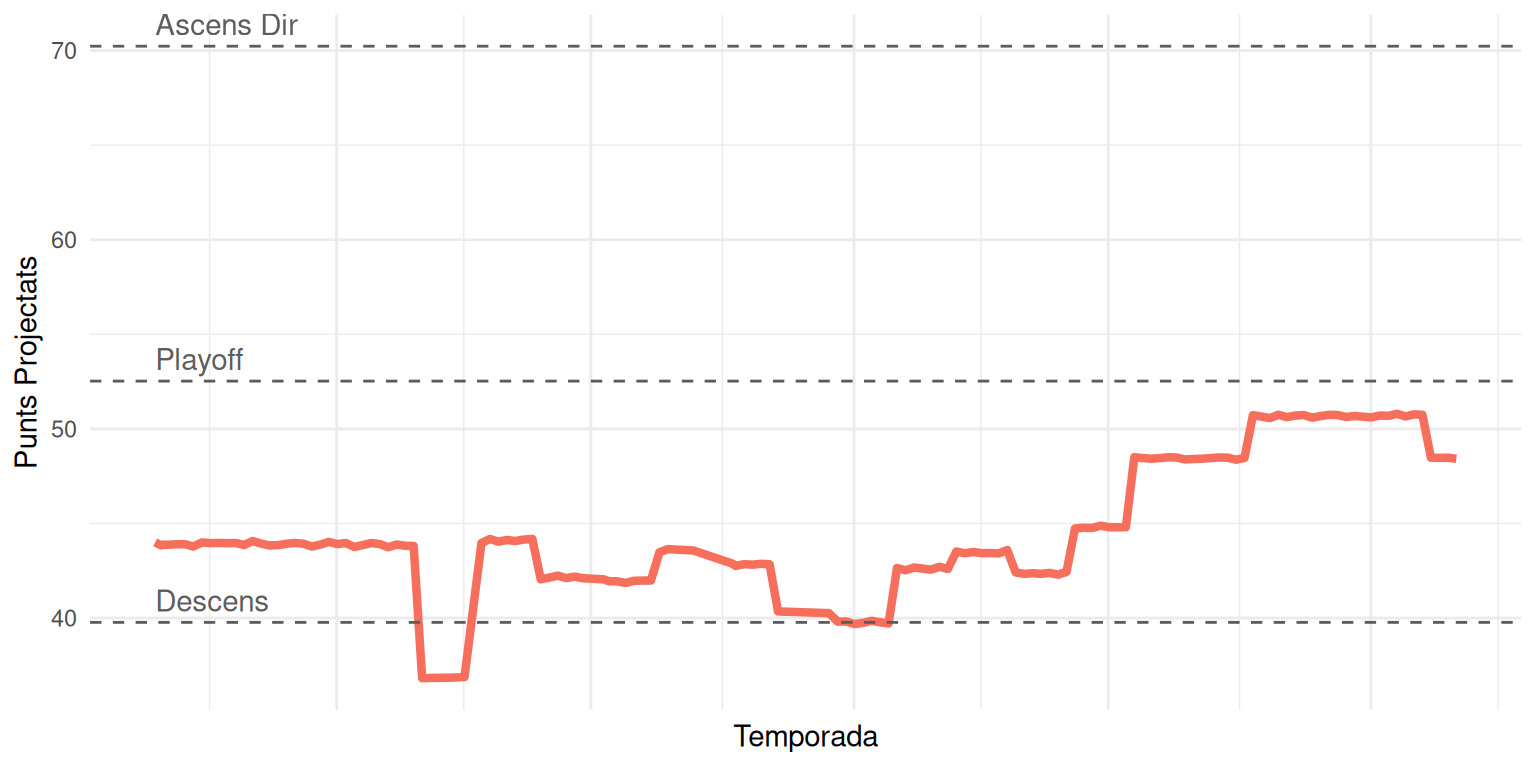 Ascens Dir
70
60
Playoff
50
Descens
40
Punts Projectats
Temporada